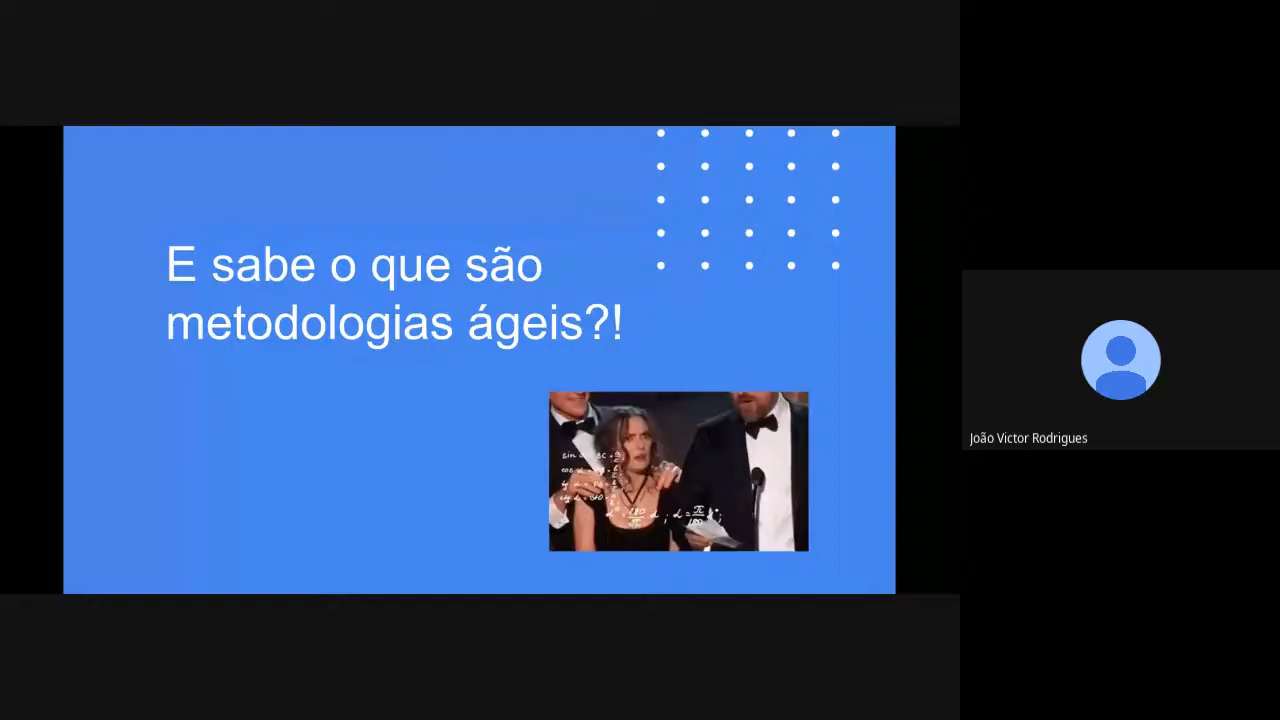 E sabe o que são
metodologias ágeis?!
João Victor Rodrigues